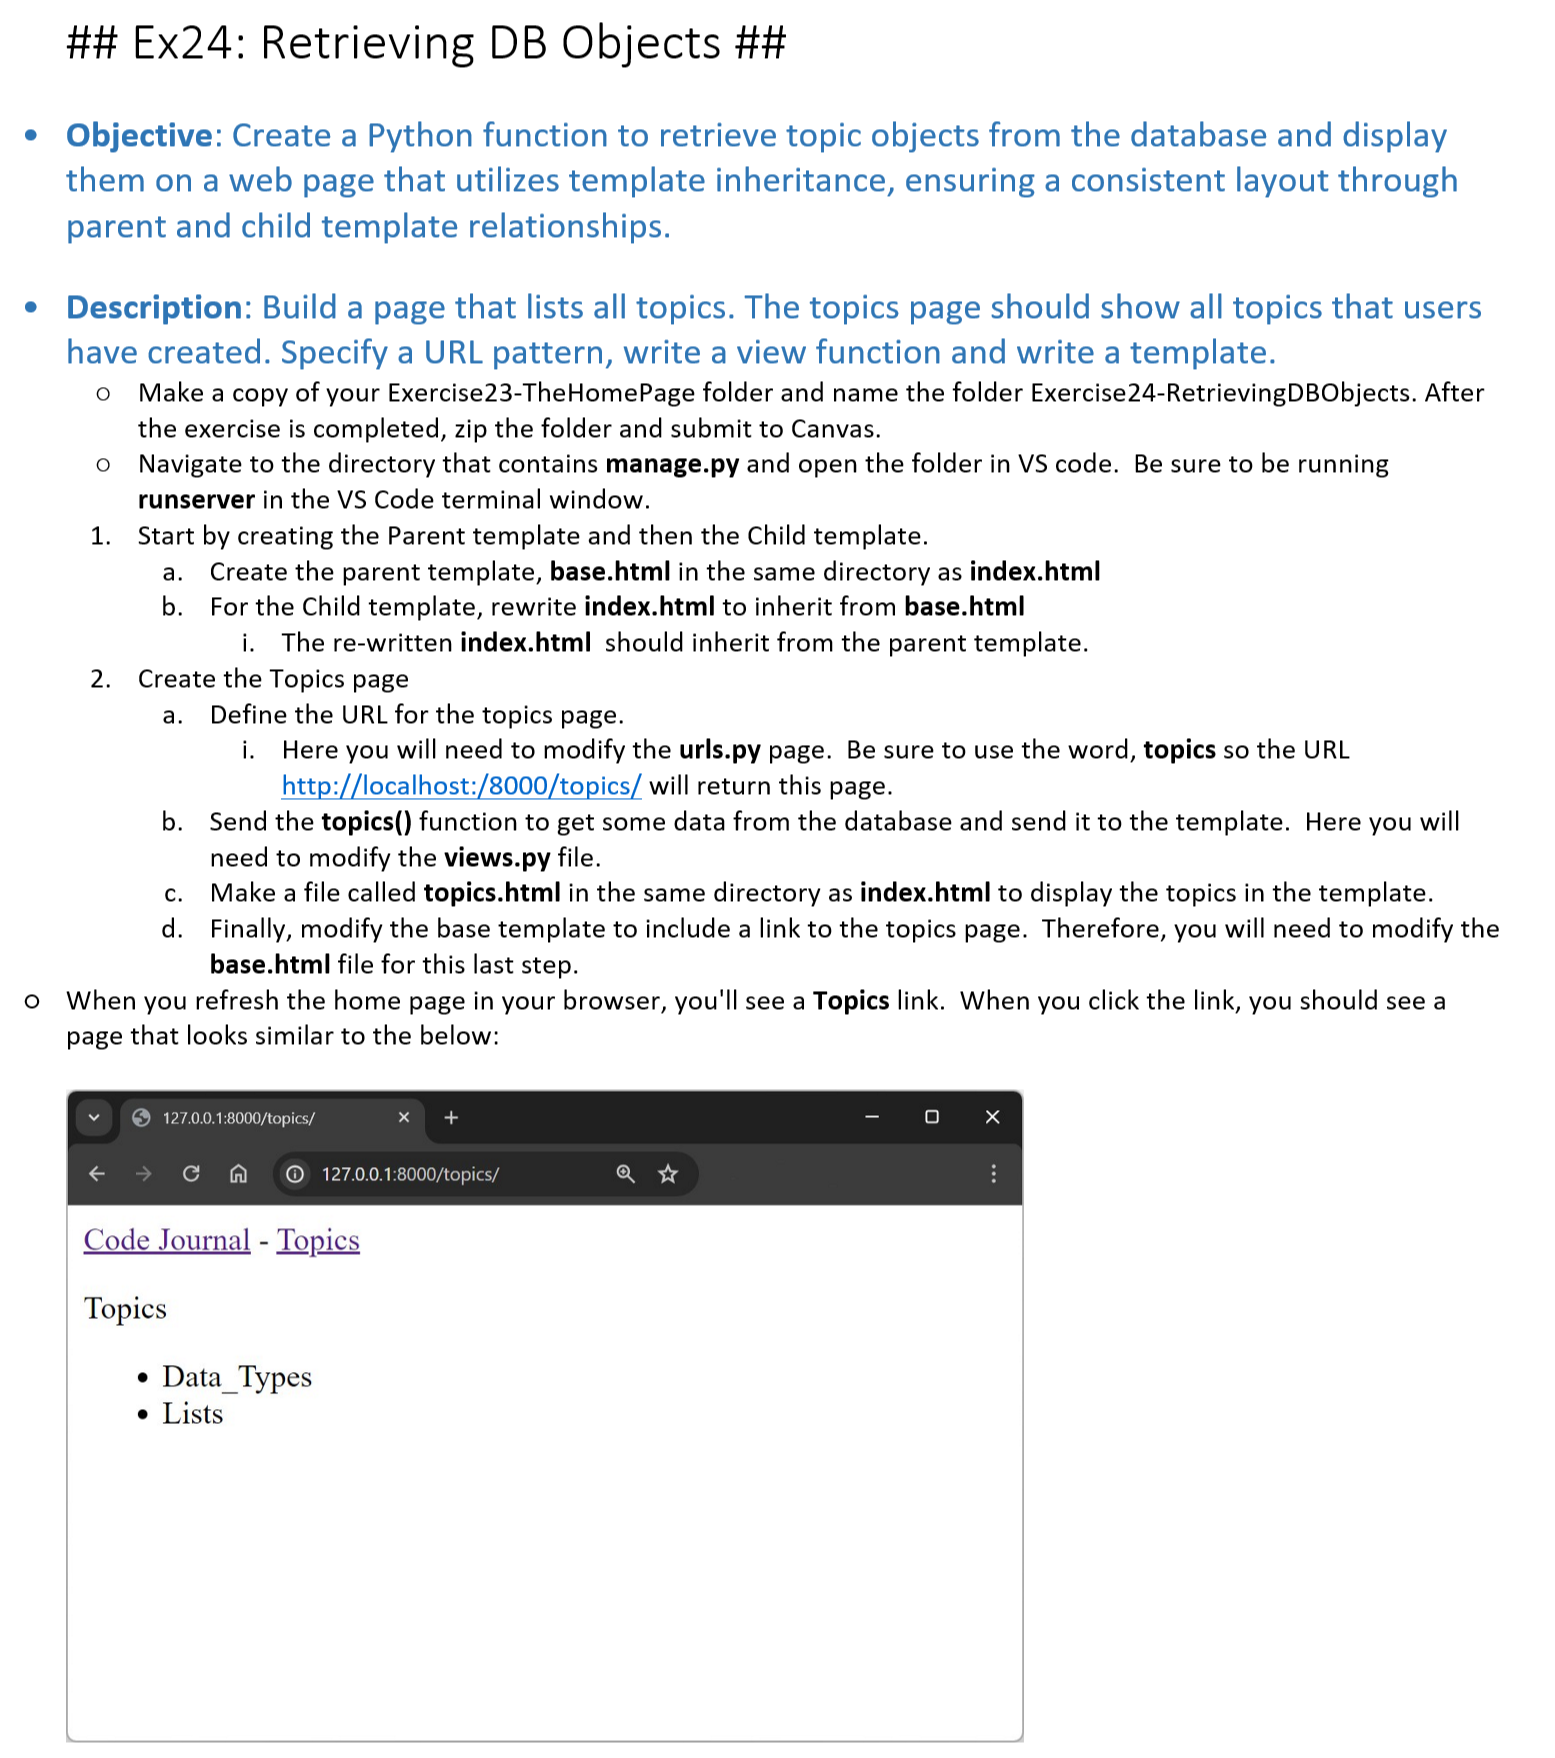 ## Ex24: Retrieving DB Objects ##
• Objective: Create a Python function to retrieve topic objects from the database and display
them on a web page that utilizes template inheritance, ensuring a consistent layout through
parent and child template relationships.
• Description: Build a page that lists all topics. The topics page should show all topics that users
have created. Specify a URL pattern, write a view function and write a template.
o Make a copy of your Exercise23-TheHomePage folder and name the folder Exercise24-RetrievingDBObjects. After
the exercise is completed, zip the folder and submit to Canvas.
o Navigate to the directory that contains manage.py and open the folder in VS code.  Be sure to be running
runserver in the VS Code terminal window.
1. Start by creating the Parent template and then the Child template.
a. Create the parent template, base.html in the same directory as index.html
b. For the Child template, rewrite index.html to inherit from base.html
i. The re-written index.html  should inherit from the parent template.
2. Create the Topics page
a. Define the URL for the topics page.
i. Here you will need to modify the urls.py page.  Be sure to use the word, topics so the URL
http://localhost:/8000/topics/ will return this page.
b. Send the topics() function to get some data from the database and send it to the template.  Here you will
need to modify the views.py file.
c. Make a file called topics.html in the same directory as index.html to display the topics in the template.
d. Finally, modify the base template to include a link to the topics page.  Therefore, you will need to modify the
base.html file for this last step.
o When you refresh the home page in your browser, you'll see a Topics link.  When you click the link, you should see a
page that looks similar to the below:
127.0.0.1:8000/topics/
127.0.0.1:8000/topics/
Code Journal - Topics
Topics
• Data_Types
• Lists